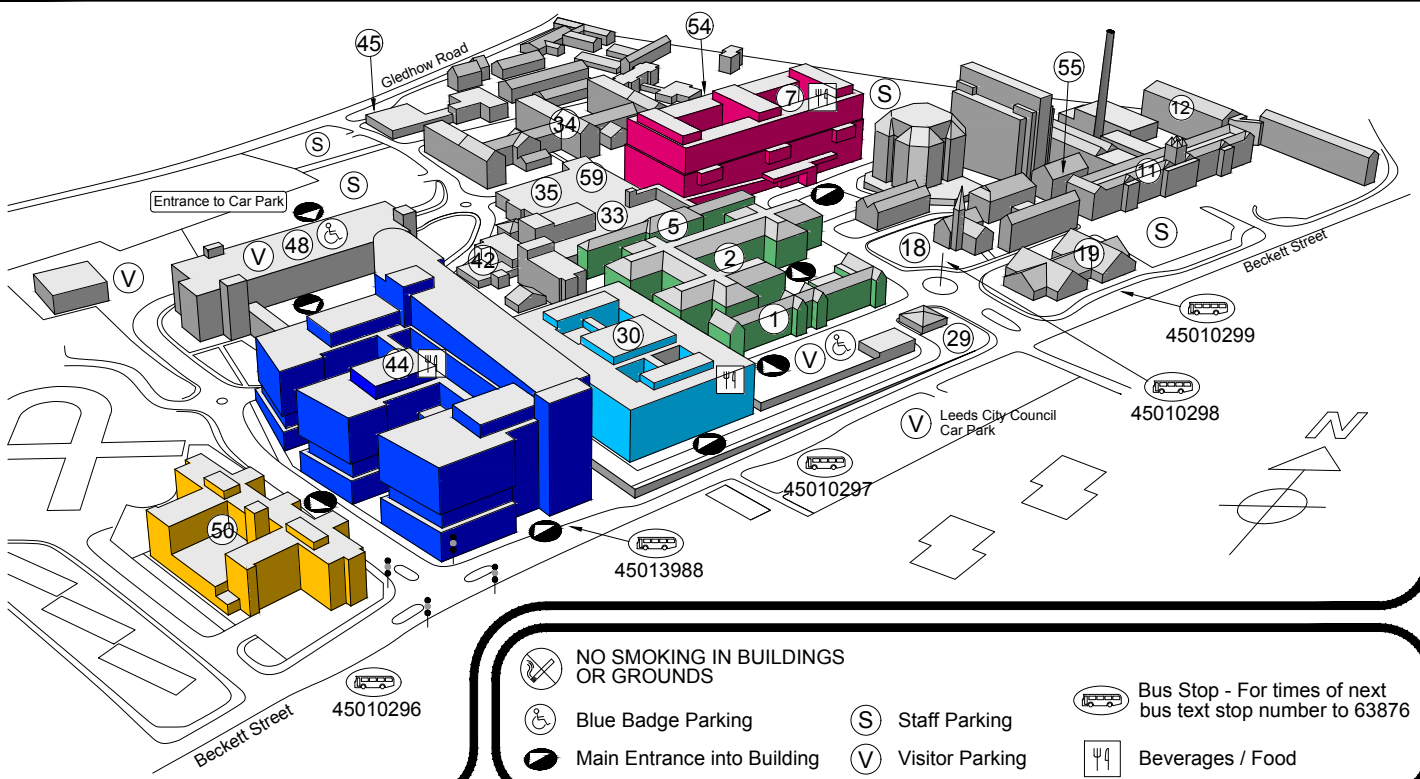 45
54
Gledhow Road
55
7
S
12
34
S
11
59
35
S
Entrance to Car Park
33
5
S
V
48
18
42
2
19
Beckett Street
V
1
30
29
45010299
V
44
45010298
V
Leeds City Council
Car Park
N
45010297
50
45013988
45010296
Beckett Street
NO SMOKING IN BUILDINGS
OR GROUNDS
Blue Badge Parking
S Staff Parking
Bus Stop - For times of next
bus text stop number to 63876
Main Entrance into Building
V Visitor Parking
Beverages / Food